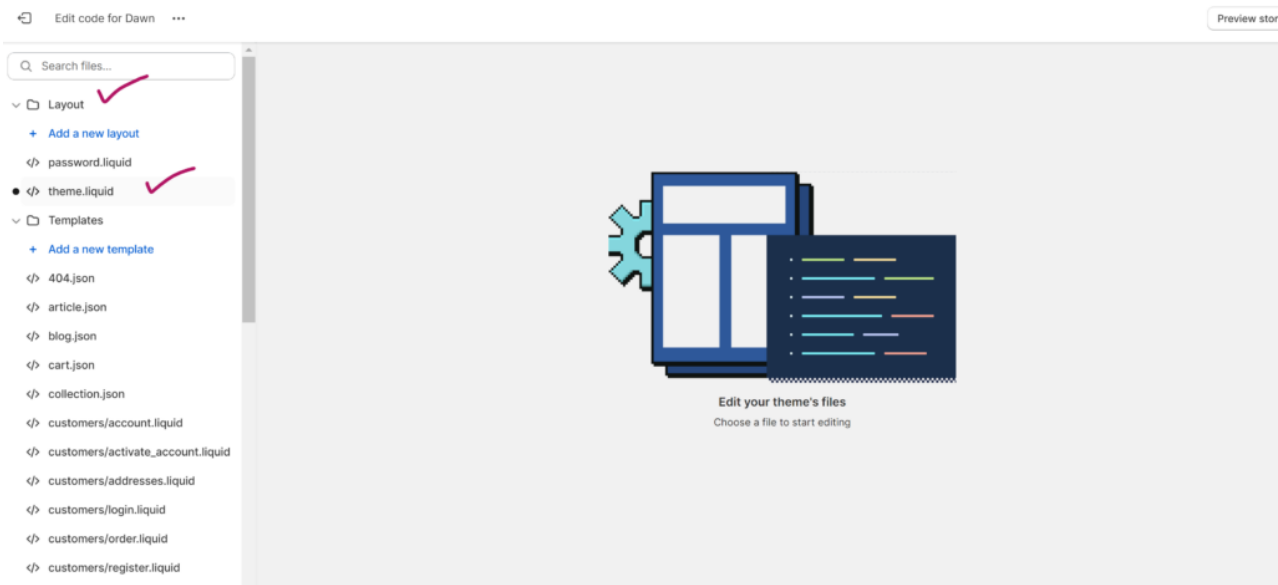 Edit code for Dawn
Search files...
Layout
+ Add a new layout
</> password.liquid
</> theme.liquid
Templates
+ Add a new template
</> 404.json
</> article.json
</> blog.json
</> cart.json
</> collection.json
</> customers/account.liquid
</> customers/activate_account.liquid
</> customers/addresses.liquid
</> customers/login.liquid
</> customers/order.liquid
</> customers/register.liquid
Preview stor
Edit your theme's files
Choose a file to start editing